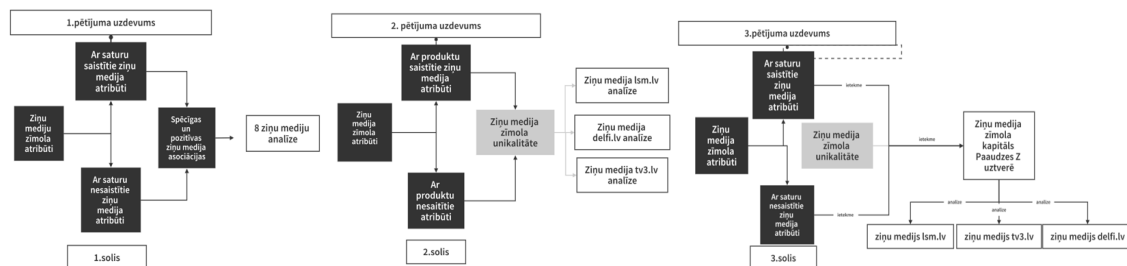 1.pētījuma uzdevums
Ar saturu
saistītie ziņu
medija
atribūti
Ziņu
mediju
zīmola
atribūti
Spēcīgas
un
pozitīvas
ziņu medija
asociācijas
8 ziņu mediju
analīze
Ar saturu
nesaistītie ziņu
medija
atribūti
1.solis
2. pētījuma uzdevums
Ar produktu
saistītie ziņu
medija
atribūti
Ziņu
medija
zīmola
atribūti
Ziņu medija
zīmola
unikalitāte
Ar
produktu
nesaitītie
atribūti
Ziņu medija lsm.lv
analīze
Ziņu medija
delfi.lv analīze
Ziņu medija tv3.lv
analīze
2.solis
3.pētījuma uzdevums
Ar saturu
saistītie
ziņu
medija
atribūti
ietekme
Ziņu
medija
zīmola
atribūti
Ziņu medija
zīmola
unikalitāte
ietekme
Ziņu medija
zīmola
kapitāls
Paaudzes Z
uztverē
Ar saturu
nesaistītie
ziņu
medija
atribūti
ietekme
analīze
analīze
analīze
ziņu medijs lsm.lv
ziņu medijs tv3.lv
ziņu medijs delfi.lv
3.solis